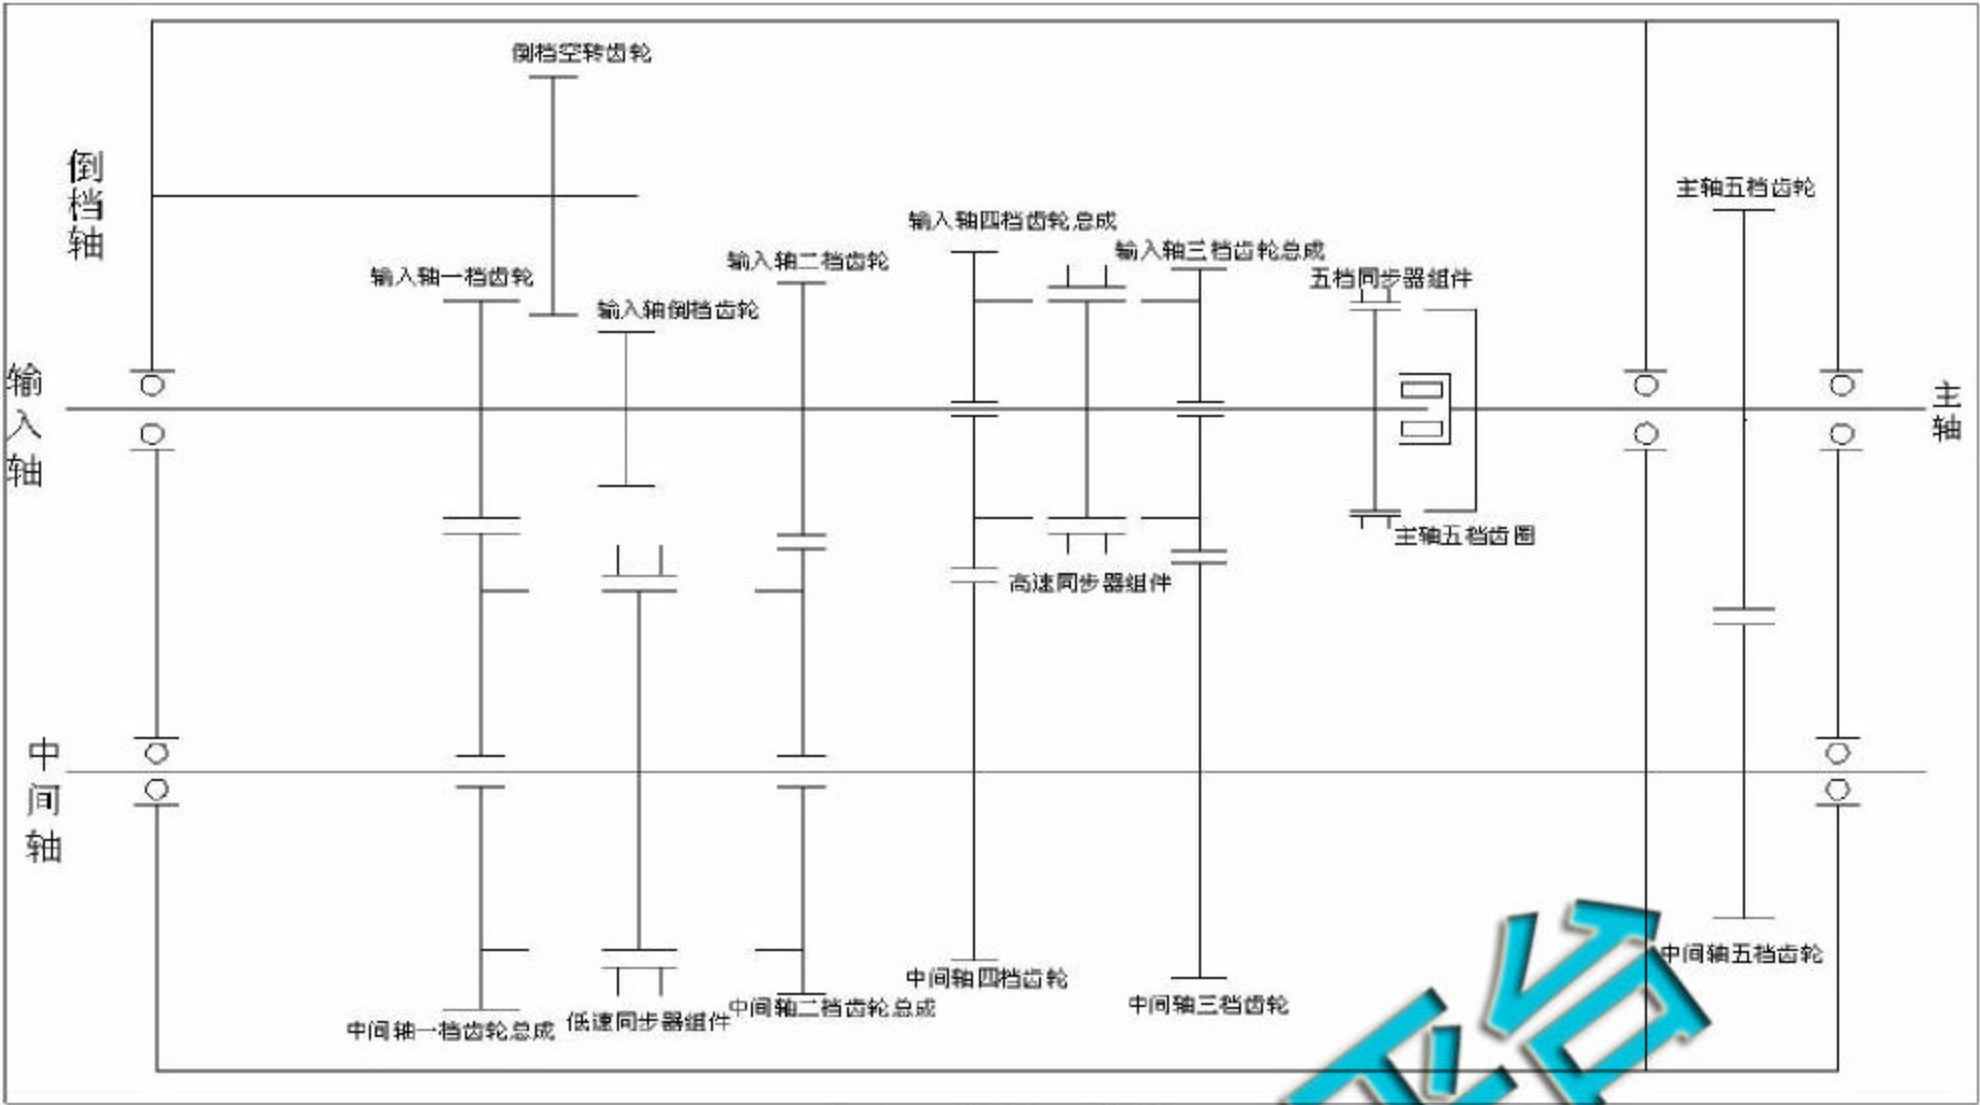 倒档空转齿轮
倒档轴
主轴五档齿轮
输入轴四档齿轮总成
输入轴三档齿轮总成
输入轴二档齿轮
输入轴一档齿轮
五档同步器组件
输入轴倒档齿轮
输入轴
主轴
主轴五档齿圈
高速同步器组件
中间轴
中间轴五档齿轮
中间轴四档齿轮
中间轴三档齿轮
中间轴二档齿轮总成
低速同步器组件
中间轴一档齿轮总成